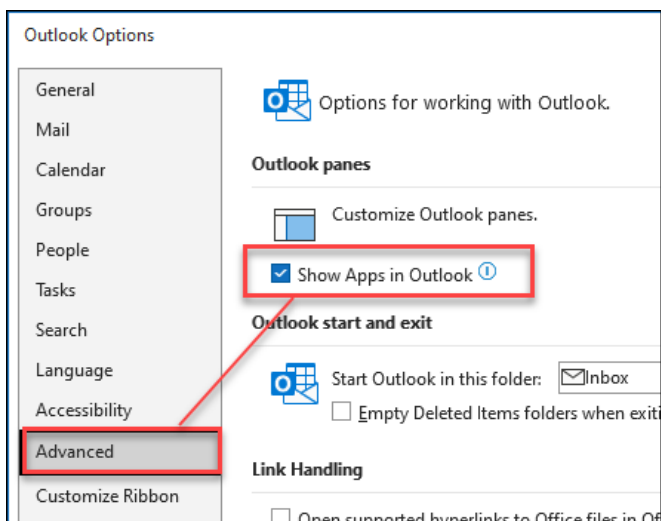 Outlook Options
General
Mail
Calendar
Groups
People
Tasks
Search
Language
Accessibility
Advanced
Customize Ribbon
Options for working with Outlook.
Outlook panes
Customize Outlook panes.
Show Apps in Outlook
Outlook start and exit
Start Outlook in this folder: Inbox
Empty Deleted Items folders when exiti
Link Handling
Open supported hyperlinks to Office files in Of